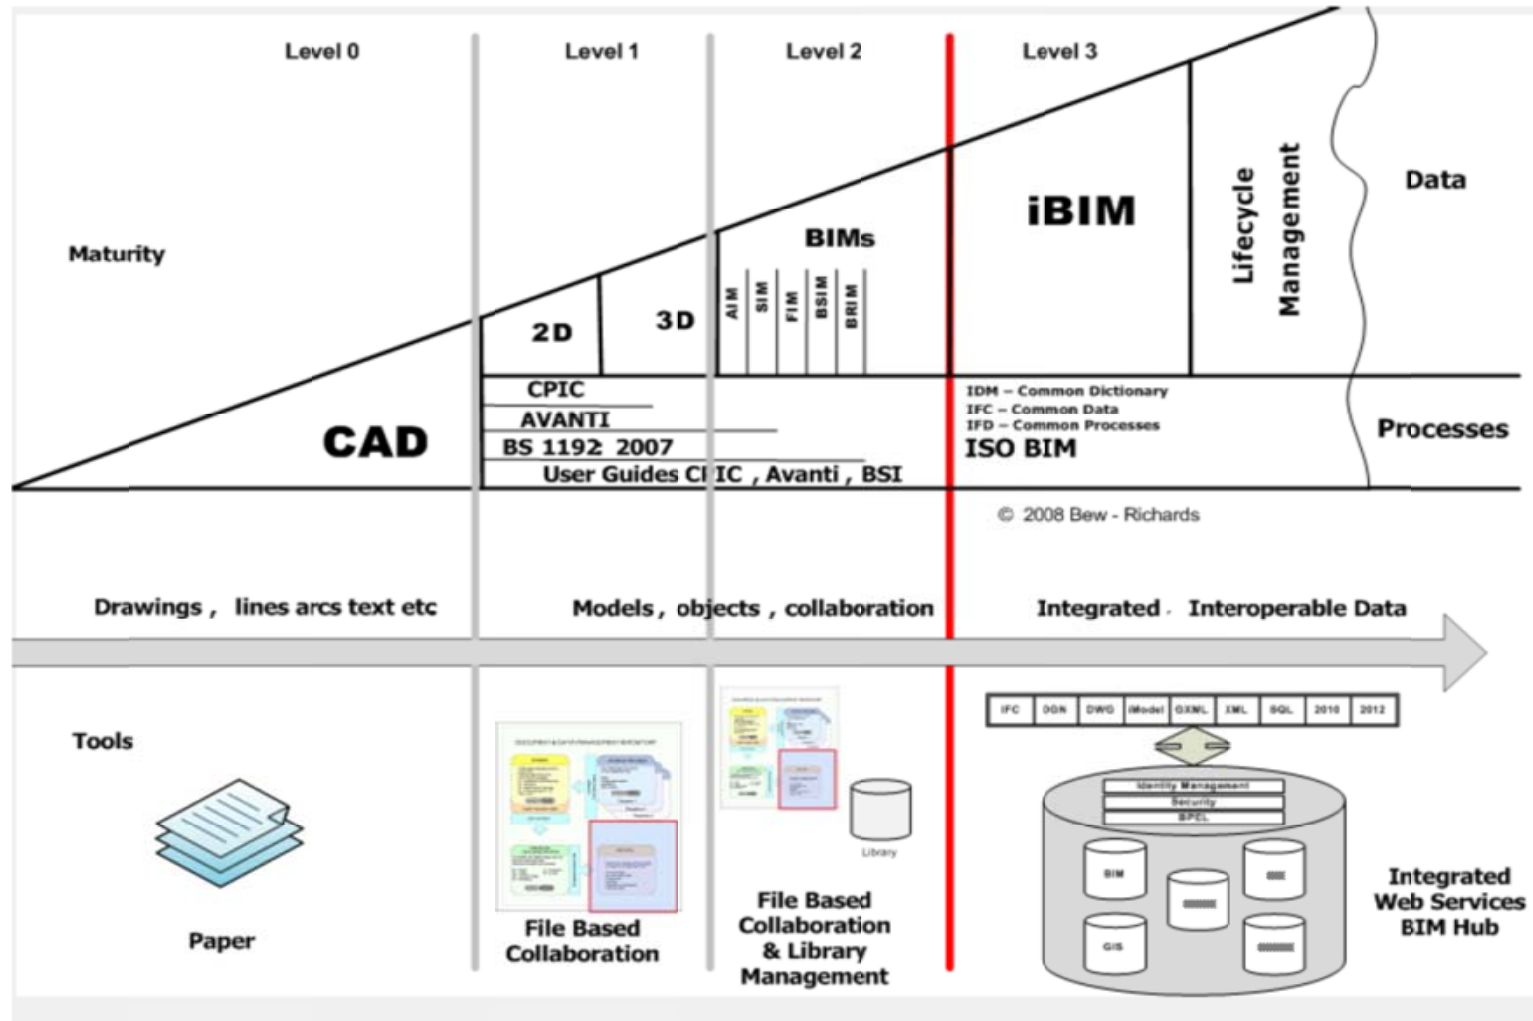 Level 0
Level 1
Level 2
Level 3
Maturity
2D
3D
BIMs
AIM
SIM
FIM
BSIM
BRIM
iBIM
Lifecycle
Management
Data
CAD
CPIC
AVANTI
BS 1192 2007
User Guides CPIC , Avanti , BSI
IDM – Common Dictionary
IFC – Common Data
IFD – Common Processes
ISO BIM
Processes
© 2008 Bew - Richards
Drawings , lines arcs text etc
Models , objects , collaboration
Integrated , Interoperable Data
Tools
Paper
File Based
Collaboration
Library
File Based
Collaboration
& Library
Management
IFC
DGN
DWG
iModel
GXML
XML
SQL
2010
2012
Identity Management
Security
BPEL
BIM
GIS
Integrated
Web Services
BIM Hub